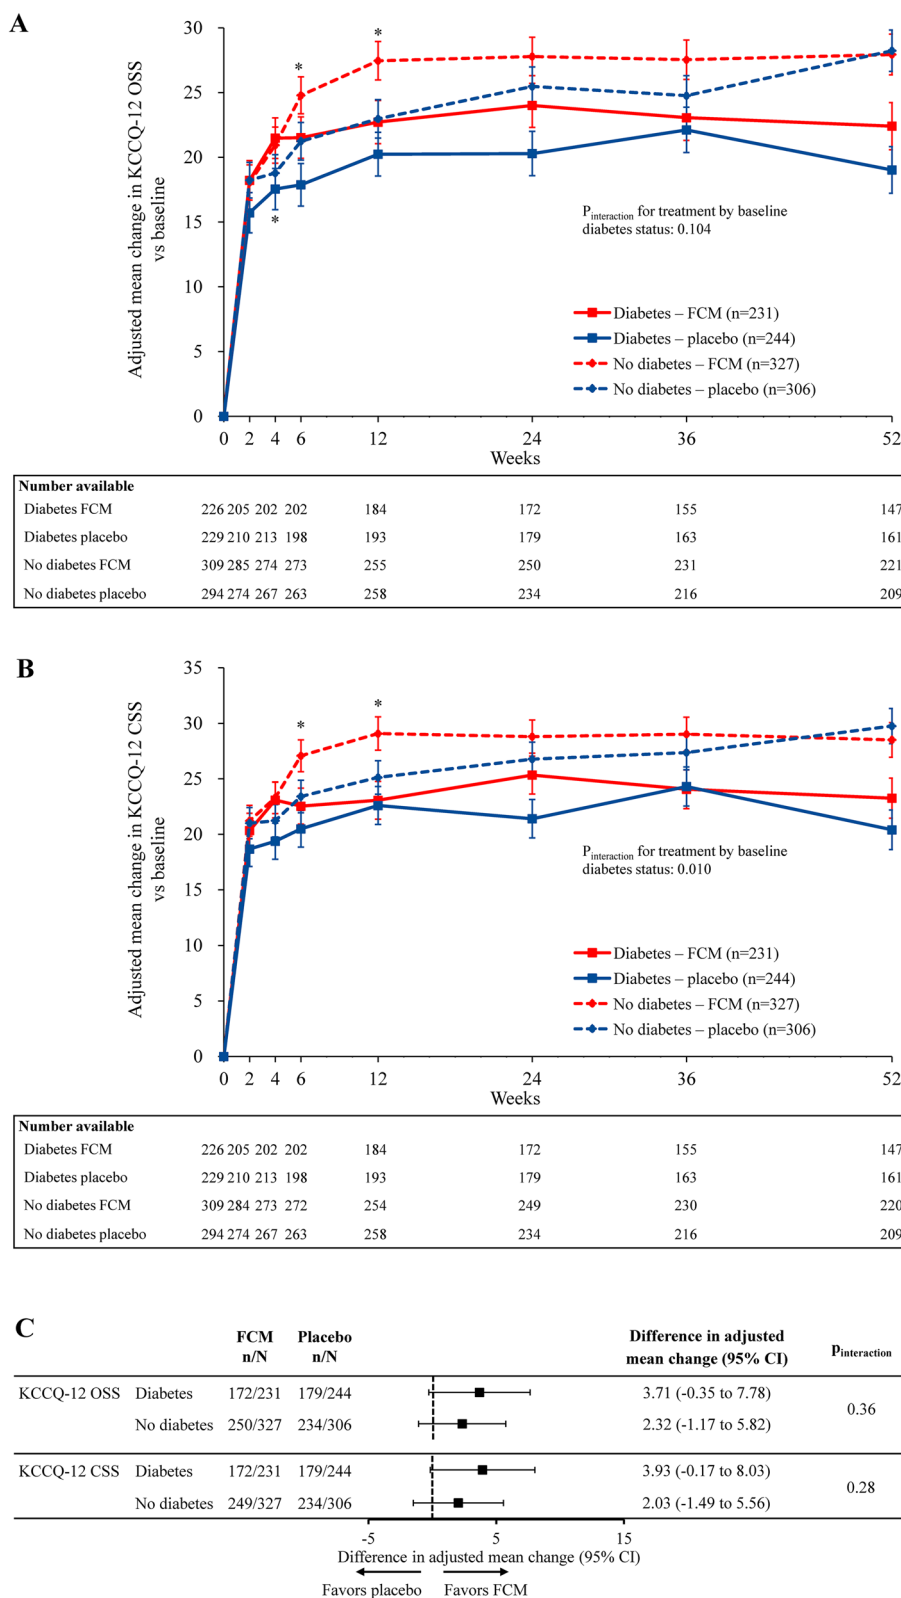 A
Adjusted mean change in KCCQ-12 OSS
vs baseline
30
25
20
15
10
5
0
*
*
*
P interaction for treatment by baseline
diabetes status: 0.104
Diabetes – FCM (n=231)
Diabetes – placebo (n=244)
No diabetes – FCM (n=327)
No diabetes – placebo (n=306)
0 2 4 6 12 24 36 52
Weeks
Number available
Diabetes FCM 226 205 202 202 184 172 155 147
Diabetes placebo 229 210 213 198 193 179 163 161
No diabetes FCM 309 285 274 273 255 250 231 221
No diabetes placebo 294 274 267 263 258 234 216 209
B
Adjusted mean change in KCCQ-12 CSS
vs baseline
35
30
25
20
15
10
5
0
*
*
P interaction for treatment by baseline
diabetes status: 0.010
Diabetes – FCM (n=231)
Diabetes – placebo (n=244)
No diabetes – FCM (n=327)
No diabetes – placebo (n=306)
0 2 4 6 12 24 36 52
Weeks
Number available
Diabetes FCM 226 205 202 202 184 172 155 147
Diabetes placebo 229 210 213 198 193 179 163 161
No diabetes FCM 309 284 273 272 254 249 230 220
No diabetes placebo 294 274 267 263 258 234 216 209
C
FCM Placebo Difference in adjusted
n/N n/N mean change (95% CI) p interaction
KCCQ-12 OSS Diabetes 172/231 179/244 3.71 (-0.35 to 7.78)
0.36
No diabetes 250/327 234/306 2.32 (-1.17 to 5.82)
KCCQ-12 CSS Diabetes 172/231 179/244 3.93 (-0.17 to 8.03)
0.28
No diabetes 249/327 234/306 2.03 (-1.49 to 5.56)
-5 5 15
Difference in adjusted mean change (95% CI)
Favors placebo Favors FCM